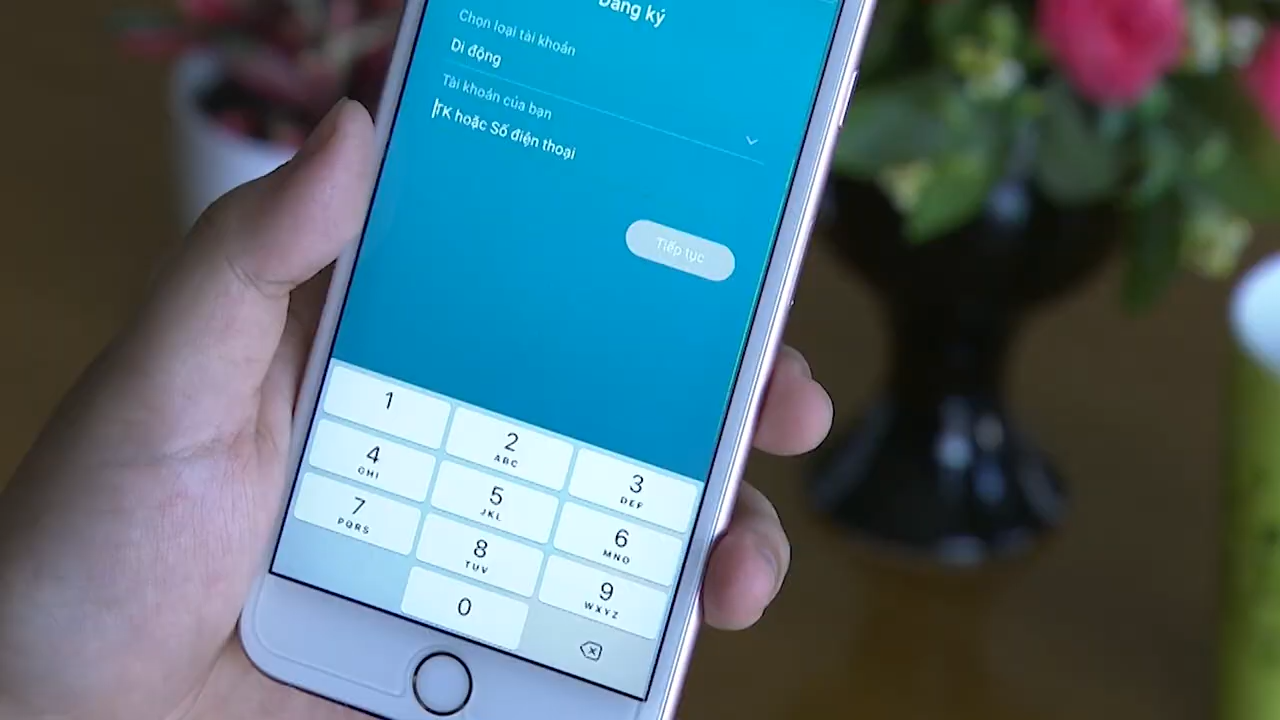 Đăng ký
Chọn loại tài khoản
Di động
Tài khoản của bạn
TK hoặc Số điện thoại
Tiếp tục
1
2
ABC
3
DEF
4
GHI
5
JKL
6
MNO
7
PQRS
8
TUV
9
WXYZ
0